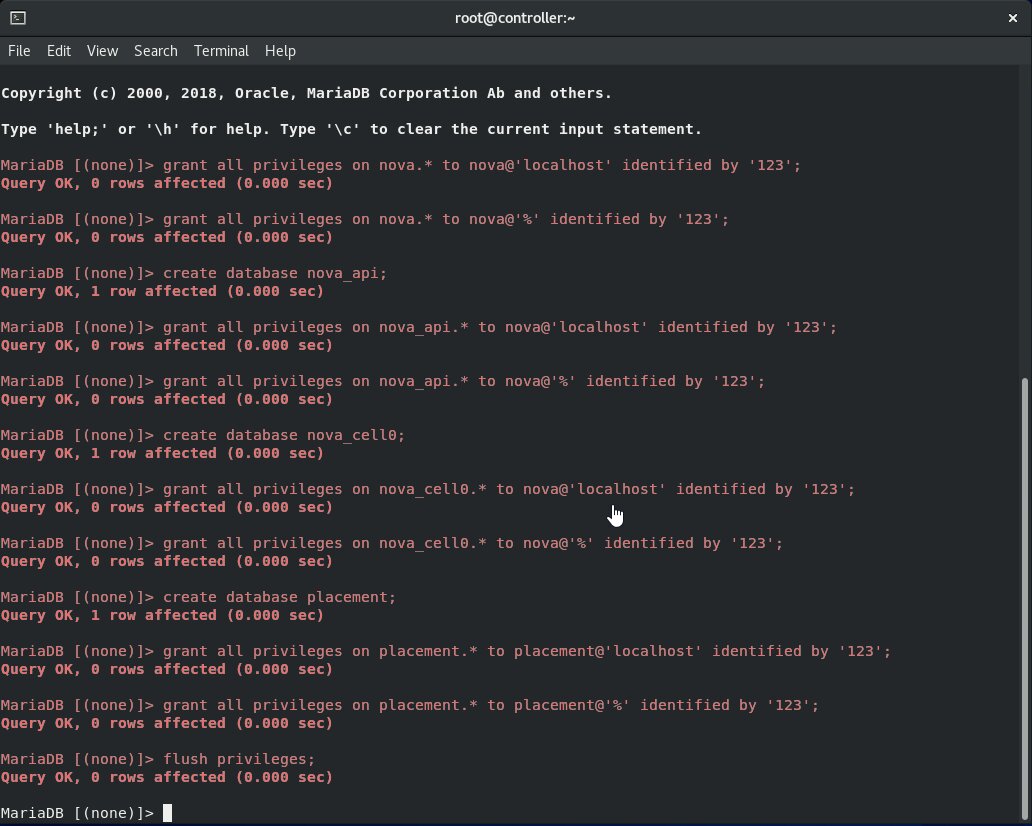 root@controller:~
File Edit View Search Terminal Help
Copyright (c) 2000, 2018, Oracle, MariaDB Corporation Ab and others.
Type 'help;' or '\h' for help. Type '\c' to clear the current input statement.
MariaDB [(none)]> grant all privileges on nova.* to nova@'localhost' identified by '123';
Query OK, 0 rows affected (0.000 sec)
MariaDB [(none)]> grant all privileges on nova.* to nova@'%' identified by '123';
Query OK, 0 rows affected (0.000 sec)
MariaDB [(none)]> create database nova_api;
Query OK, 1 row affected (0.000 sec)
MariaDB [(none)]> grant all privileges on nova_api.* to nova@'localhost' identified by '123';
Query OK, 0 rows affected (0.000 sec)
MariaDB [(none)]> grant all privileges on nova_api.* to nova@'%' identified by '123';
Query OK, 0 rows affected (0.000 sec)
MariaDB [(none)]> create database nova_cell0;
Query OK, 1 row affected (0.000 sec)
MariaDB [(none)]> grant all privileges on nova_cell0.* to nova@'localhost' identified by '123';
Query OK, 0 rows affected (0.000 sec)
MariaDB [(none)]> grant all privileges on nova_cell0.* to nova@'%' identified by '123';
Query OK, 0 rows affected (0.000 sec)
MariaDB [(none)]> create database placement;
Query OK, 1 row affected (0.000 sec)
MariaDB [(none)]> grant all privileges on placement.* to placement@'localhost' identified by '123';
Query OK, 0 rows affected (0.000 sec)
MariaDB [(none)]> grant all privileges on placement.* to placement@'%' identified by '123';
Query OK, 0 rows affected (0.000 sec)
MariaDB [(none)]> flush privileges;
Query OK, 0 rows affected (0.000 sec)
MariaDB [(none)]>